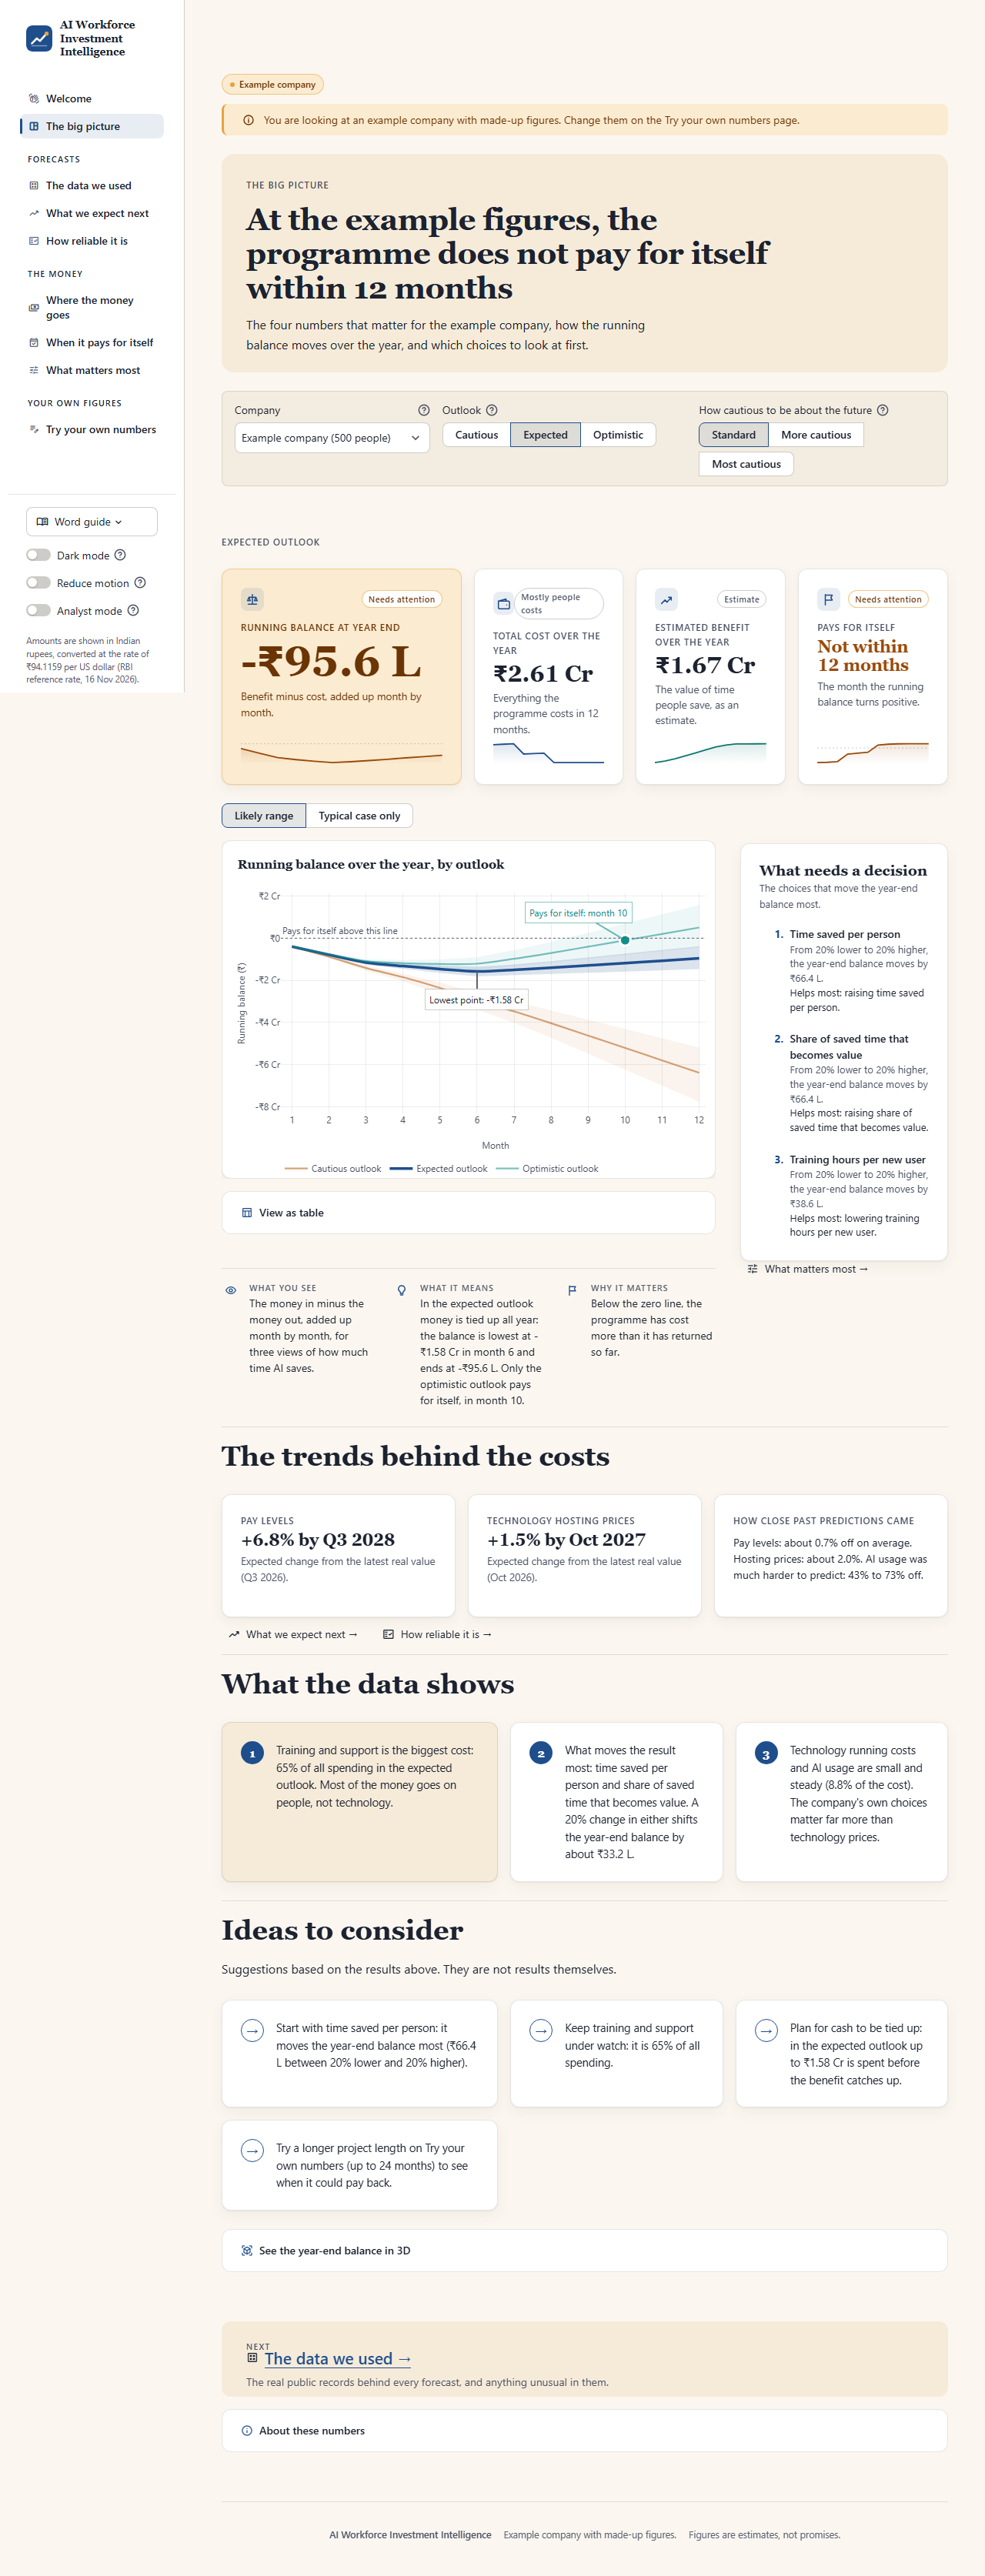 AI Workforce
Investment
Intelligence
Welcome
The big picture
FORECASTS
The data we used
What we expect next
How reliable it is
THE MONEY
Where the money
goes
When it pays for itself
What matters most
YOUR OWN FIGURES
Try your own numbers
Word guide
Dark mode
Reduce motion
Analyst mode
Amounts are shown in Indian
rupees, converted at the rate of
₹94.1159 per US dollar (RBI
reference rate, 16 Nov 2026).
Example company
You are looking at an example company with made-up figures. Change them on the Try your own numbers page.
THE BIG PICTURE
At the example figures, the
programme does not pay for itself
within 12 months
The four numbers that matter for the example company, how the running
balance moves over the year, and which choices to look at first.
Company
Example company (500 people)
Outlook
Cautious
Expected
Optimistic
How cautious to be about the future
Standard
More cautious
Most cautious
EXPECTED OUTLOOK
Needs attention
RUNNING BALANCE AT YEAR END
-₹95.6 L
Benefit minus cost, added up month by
month.
Mostly people
costs
TOTAL COST OVER THE
YEAR
₹2.61 Cr
Everything the
programme costs in 12
months.
Estimate
ESTIMATED BENEFIT
OVER THE YEAR
₹1.67 Cr
The value of time
people save, as an
estimate.
Needs attention
PAYS FOR ITSELF
Not within
12 months
The month the running
balance turns positive.
Likely range
Typical case only
Running balance over the year, by outlook
₹2 Cr
₹0
-₹2 Cr
-₹4 Cr
-₹6 Cr
-₹8 Cr
Running balance (₹)
Pays for itself above this line
Pays for itself: month 10
Lowest point: -₹1.58 Cr
1 2 3 4 5 6 7 8 9 10 11 12
Month
Cautious outlook
Expected outlook
Optimistic outlook
View as table
What needs a decision
The choices that move the year-end
balance most.
1. Time saved per person
From 20% lower to 20% higher,
the year-end balance moves by
₹66.4 L.
Helps most: raising time saved
per person.
2. Share of saved time that
becomes value
From 20% lower to 20% higher,
the year-end balance moves by
₹66.4 L.
Helps most: raising share of
saved time that becomes value.
3. Training hours per new user
From 20% lower to 20% higher,
the year-end balance moves by
₹38.6 L.
Helps most: lowering training
hours per new user.
What matters most →
WHAT YOU SEE
The money in minus the
money out, added up
month by month, for
three views of how much
time AI saves.
WHAT IT MEANS
In the expected outlook
money is tied up all year:
the balance is lowest at -
₹1.58 Cr in month 6 and
ends at -₹95.6 L. Only the
optimistic outlook pays
for itself, in month 10.
WHY IT MATTERS
Below the zero line, the
programme has cost
more than it has returned
so far.
The trends behind the costs
PAY LEVELS
+6.8% by Q3 2028
Expected change from the latest real value
(Q3 2026).
TECHNOLOGY HOSTING PRICES
+1.5% by Oct 2027
Expected change from the latest real value
(Oct 2026).
HOW CLOSE PAST PREDICTIONS CAME
Pay levels: about 0.7% off on average.
Hosting prices: about 2.0%. AI usage was
much harder to predict: 43% to 73% off.
What we expect next →
How reliable it is →
What the data shows
1
Training and support is the biggest cost:
65% of all spending in the expected
outlook. Most of the money goes on
people, not technology.
2
What moves the result
most: time saved per
person and share of saved
time that becomes value. A
20% change in either shifts
the year-end balance by
about ₹33.2 L.
3
Technology running costs
and AI usage are small and
steady (8.8% of the cost).
The company's own choices
matter far more than
technology prices.
Ideas to consider
Suggestions based on the results above. They are not results themselves.
→
Start with time saved per person: it
moves the year-end balance most (₹66.4
L between 20% lower and 20% higher).
→
Keep training and support
under watch: it is 65% of all
spending.
→
Plan for cash to be tied up:
in the expected outlook up
to ₹1.58 Cr is spent before
the benefit catches up.
→
Try a longer project length on Try your
own numbers (up to 24 months) to see
when it could pay back.
See the year-end balance in 3D
NEXT
The data we used →
The real public records behind every forecast, and anything unusual in them.
About these numbers
AI Workforce Investment Intelligence Example company with made-up figures. Figures are estimates, not promises.